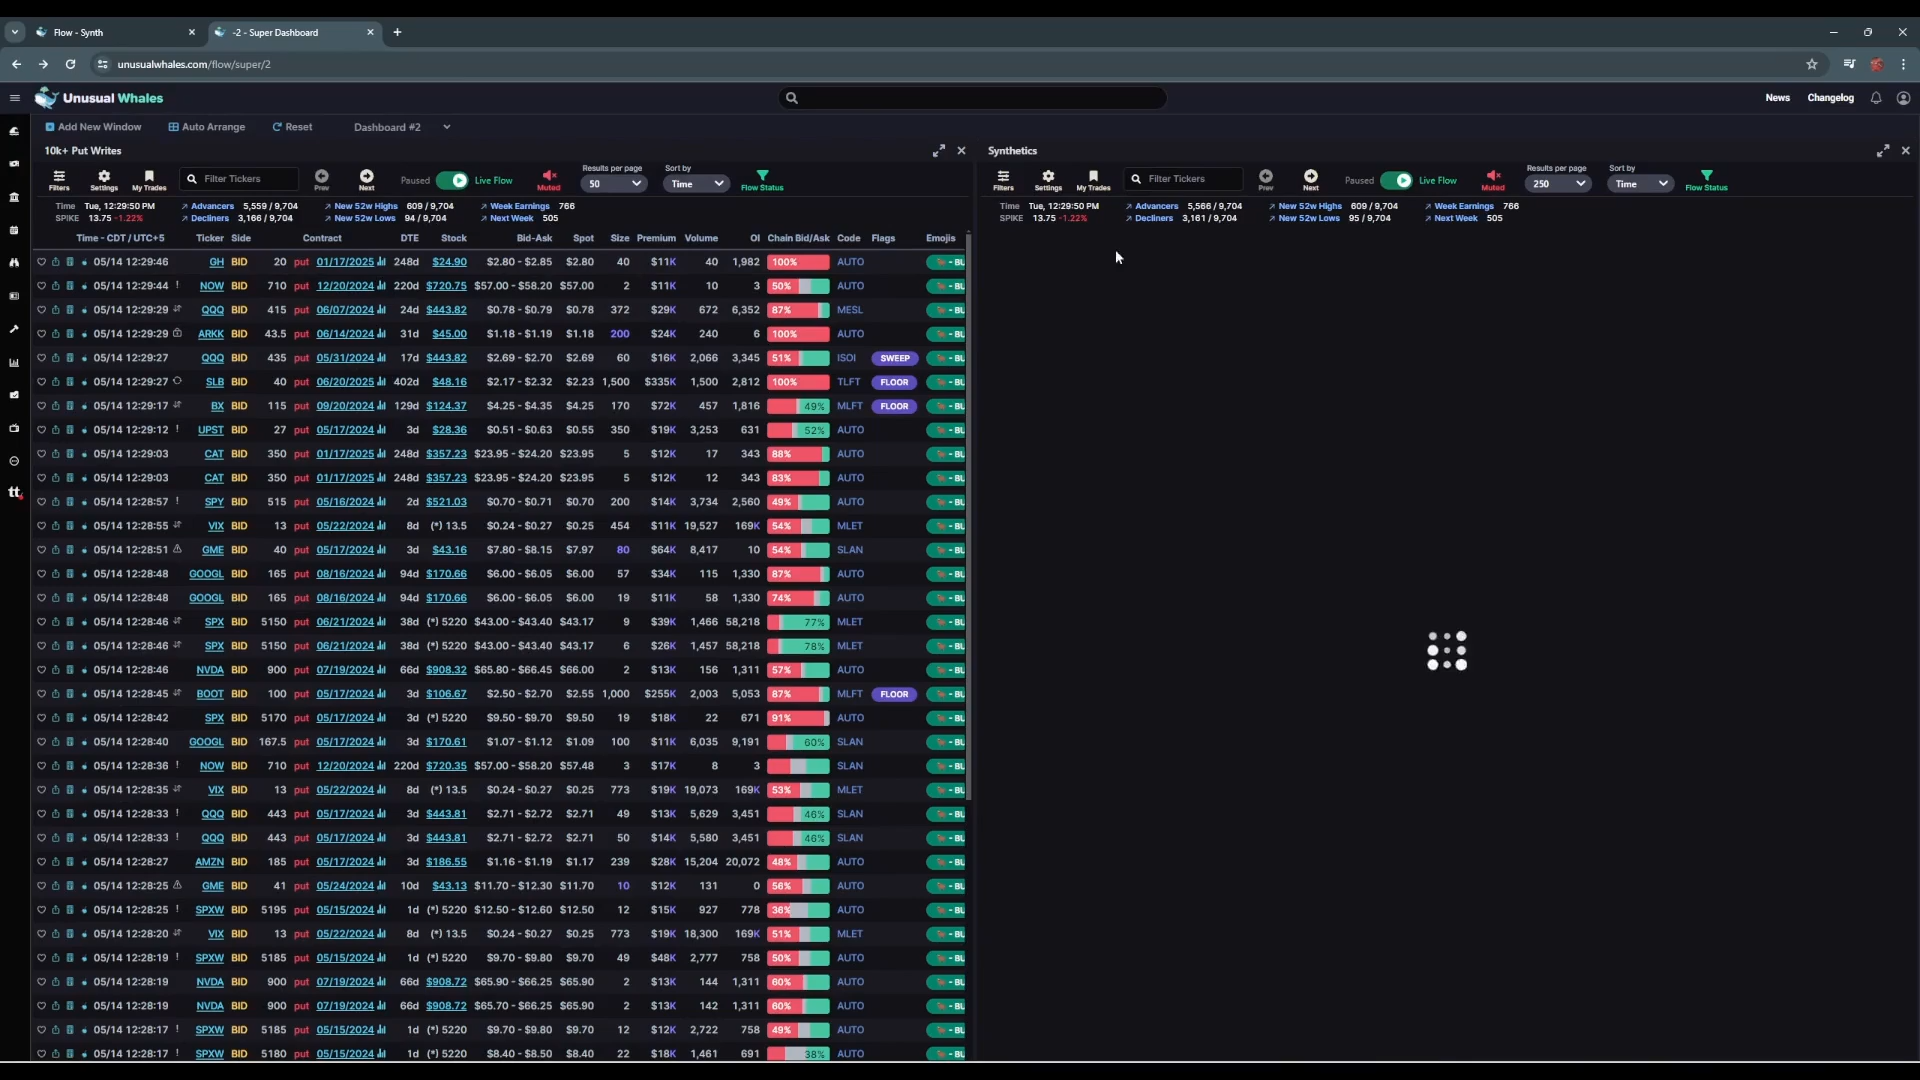 Flow - Synth
-2 - Super Dashboard
unusualwhales.com/flow/super/2
Unusual Whales
News
Changelog
Add New Window
Auto Arrange
Reset
Dashboard #2
10k+ Put Writes
Filters
Settings
My Trades
Filter Tickers
Prev
Next
Paused
Live Flow
Muted
Results per page
50
Sort by
Time
Flow Status
Time Tue, 12:29:50 PM Advancers 5,559 / 9,704 New 52w Highs 609 / 9,704 Week Earnings 766
SPIKE 13.75 -1.22% Decliners 3,166 / 9,704 New 52w Lows 94 / 9,704 Next Week 505
Time - CDT / UTC+5 Ticker Side Contract DTE Stock Bid-Ask Spot Size Premium Volume OI Chain Bid/Ask Code Flags Emojis
05/14 12:29:46 GH BID 20 put 01/17/2025 248d $24.90 $2.80 - $2.85 $2.80 40 $11K 40 1,982 100% AUTO - BU
05/14 12:29:44 ! NOW BID 710 put 12/20/2024 220d $720.75 $57.00 - $58.20 $57.00 2 $11K 10 3 50% AUTO - BU
05/14 12:29:29 QQQ BID 415 put 06/07/2024 24d $443.82 $0.78 - $0.79 $0.78 372 $29K 672 6,352 87% MESL - BU
05/14 12:29:29 ARKK BID 43.5 put 06/14/2024 31d $45.00 $1.18 - $1.19 $1.18 200 $24K 240 6 100% AUTO - BU
05/14 12:29:27 QQQ BID 435 put 05/31/2024 17d $443.82 $2.69 - $2.70 $2.69 60 $16K 2,066 3,345 51% ISOI SWEEP - BU
05/14 12:29:27 SLB BID 40 put 06/20/2025 402d $48.16 $2.17 - $2.32 $2.23 1,500 $335K 1,500 2,812 100% TLFT FLOOR - BU
05/14 12:29:17 BX BID 115 put 09/20/2024 129d $124.37 $4.25 - $4.35 $4.25 170 $72K 457 1,816 49% MLFT FLOOR - BU
05/14 12:29:12 ! UPST BID 27 put 05/17/2024 3d $28.36 $0.51 - $0.63 $0.55 350 $19K 3,253 631 52% AUTO - BU
05/14 12:29:03 CAT BID 350 put 01/17/2025 248d $357.23 $23.95 - $24.20 $23.95 5 $12K 17 343 88% AUTO - BU
05/14 12:29:03 CAT BID 350 put 01/17/2025 248d $357.23 $23.95 - $24.20 $23.95 5 $12K 12 343 83% AUTO - BU
05/14 12:28:57 ! SPY BID 515 put 05/16/2024 2d $521.03 $0.70 - $0.71 $0.70 200 $14K 3,734 2,560 49% AUTO - BU
05/14 12:28:55 VIX BID 13 put 05/22/2024 8d (*) 13.5 $0.24 - $0.27 $0.25 454 $11K 19,527 169K 54% MLET - BU
05/14 12:28:51 GME BID 40 put 05/17/2024 3d $43.16 $7.80 - $8.15 $7.97 80 $64K 8,417 10 54% SLAN - BU
05/14 12:28:48 GOOGL BID 165 put 08/16/2024 94d $170.66 $6.00 - $6.05 $6.00 57 $34K 115 1,330 87% AUTO - BU
05/14 12:28:48 GOOGL BID 165 put 08/16/2024 94d $170.66 $6.00 - $6.05 $6.00 19 $11K 58 1,330 74% AUTO - BU
05/14 12:28:46 SPX BID 5150 put 06/21/2024 38d (*) 5220 $43.00 - $43.40 $43.17 9 $39K 1,466 58,218 77% MLET - BU
05/14 12:28:46 SPX BID 5150 put 06/21/2024 38d (*) 5220 $43.00 - $43.40 $43.17 6 $26K 1,457 58,218 78% MLET - BU
05/14 12:28:46 NVDA BID 900 put 07/19/2024 66d $908.32 $65.80 - $66.45 $66.00 2 $13K 156 1,311 57% AUTO - BU
05/14 12:28:45 BOOT BID 100 put 05/17/2024 3d $106.67 $2.50 - $2.70 $2.55 1,000 $255K 2,003 5,053 87% MLFT FLOOR - BU
05/14 12:28:42 SPX BID 5170 put 05/17/2024 3d (*) 5220 $9.50 - $9.70 $9.50 19 $18K 22 671 91% AUTO - BU
05/14 12:28:40 GOOGL BID 167.5 put 05/17/2024 3d $170.61 $1.07 - $1.12 $1.09 100 $11K 6,035 9,191 60% SLAN - BU
05/14 12:28:36 ! NOW BID 710 put 12/20/2024 220d $720.35 $57.00 - $58.20 $57.48 3 $17K 8 3 SLAN - BU
05/14 12:28:35 VIX BID 13 put 05/22/2024 8d (*) 13.5 $0.24 - $0.27 $0.25 773 $19K 19,073 169K 53% MLET - BU
05/14 12:28:33 ! QQQ BID 443 put 05/17/2024 3d $443.81 $2.71 - $2.72 $2.71 49 $13K 5,629 3,451 46% SLAN - BU
05/14 12:28:33 ! QQQ BID 443 put 05/17/2024 3d $443.81 $2.71 - $2.72 $2.71 50 $14K 5,580 3,451 46% SLAN - BU
05/14 12:28:27 AMZN BID 185 put 05/17/2024 3d $186.55 $1.16 - $1.19 $1.17 239 $28K 15,204 20,072 48% AUTO - BU
05/14 12:28:25 GME BID 41 put 05/24/2024 10d $43.13 $11.70 - $12.30 $11.70 10 $12K 131 0 56% AUTO - BU
05/14 12:28:25 ! SPXW BID 5195 put 05/15/2024 1d (*) 5220 $12.50 - $12.60 $12.50 12 $15K 927 778 36% AUTO - BU
05/14 12:28:20 VIX BID 13 put 05/22/2024 8d (*) 13.5 $0.24 - $0.27 $0.25 773 $19K 18,300 169K 51% MLET - BU
05/14 12:28:19 ! SPXW BID 5185 put 05/15/2024 1d (*) 5220 $9.70 - $9.80 $9.70 49 $48K 2,777 758 50% AUTO - BU
05/14 12:28:19 NVDA BID 900 put 07/19/2024 66d $908.72 $65.90 - $66.25 $65.90 2 $13K 144 1,311 60% AUTO - BU
05/14 12:28:19 NVDA BID 900 put 07/19/2024 66d $908.72 $65.70 - $66.25 $65.90 2 $13K 142 1,311 60% AUTO - BU
05/14 12:28:17 ! SPXW BID 5185 put 05/15/2024 1d (*) 5220 $9.70 - $9.80 $9.70 12 $12K 2,722 758 49% AUTO - BU
05/14 12:28:17 ! SPXW BID 5180 put 05/15/2024 1d (*) 5220 $8.40 - $8.50 $8.40 22 $18K 1,461 691 38% AUTO - BU
Synthetics
Filters
Settings
My Trades
Filter Tickers
Prev
Next
Paused
Live Flow
Muted
Results per page
250
Sort by
Time
Flow Status
Time Tue, 12:29:50 PM Advancers 5,566 / 9,704 New 52w Highs 609 / 9,704 Week Earnings 766
SPIKE 13.75 -1.22% Decliners 3,161 / 9,704 New 52w Lows 95 / 9,704 Next Week 505
tt